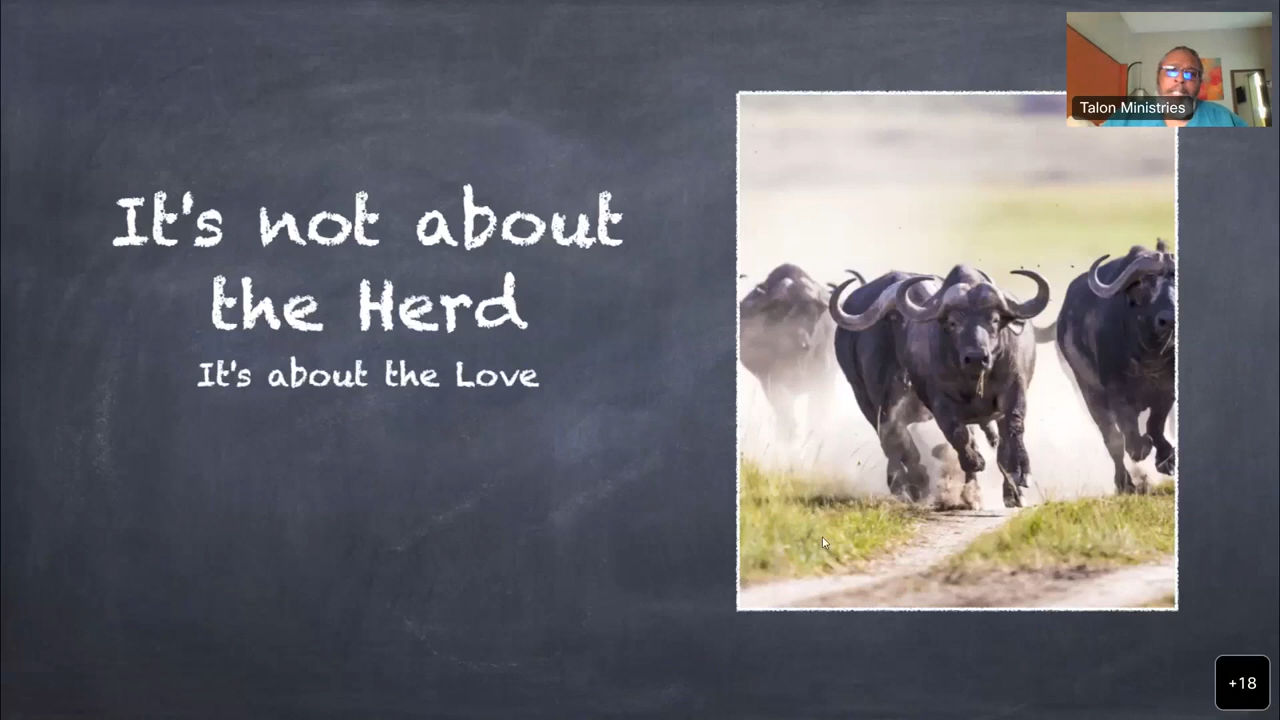 It's not about
the Herd
It's about the Love
Talon Ministries
+18